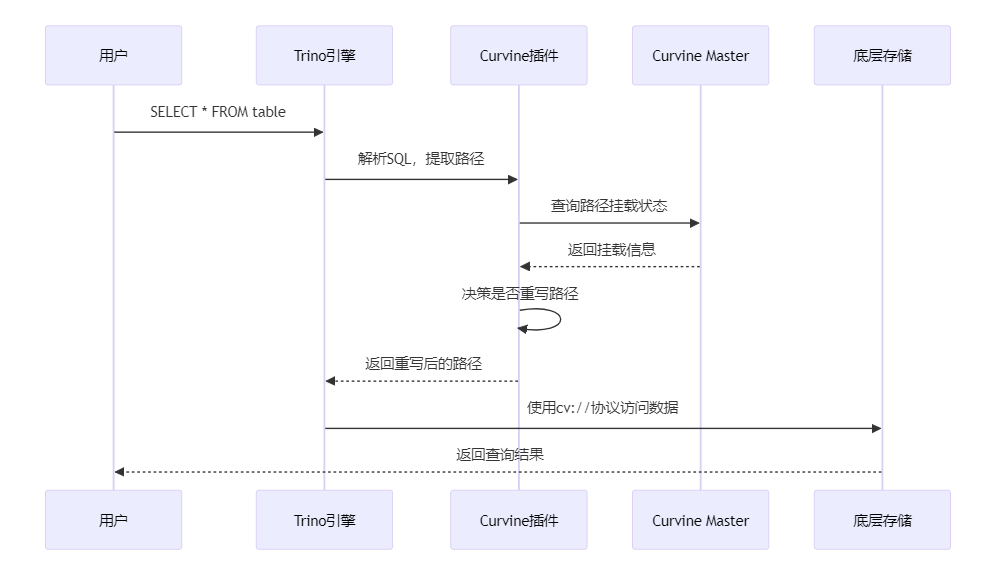 用户
Trino引擎
Curvine插件
Curvine Master
底层存储
SELECT * FROM table
解析SQL，提取路径
查询路径挂载状态
返回挂载信息
决策是否重写路径
返回重写后的路径
使用cv://协议访问数据
返回查询结果
用户
Trino引擎
Curvine插件
Curvine Master
底层存储